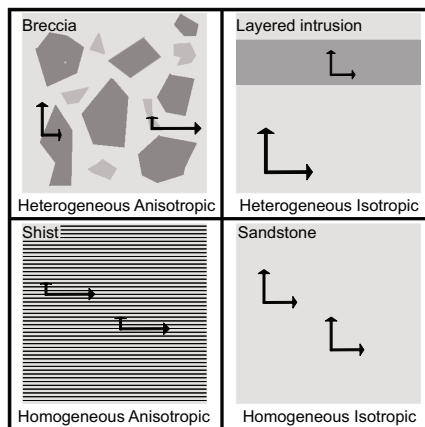 Breccia
Layered intrusion
Heterogeneous Anisotropic
Heterogeneous Isotropic
Shist
Sandstone
Homogeneous Anisotropic
Homogeneous Isotropic